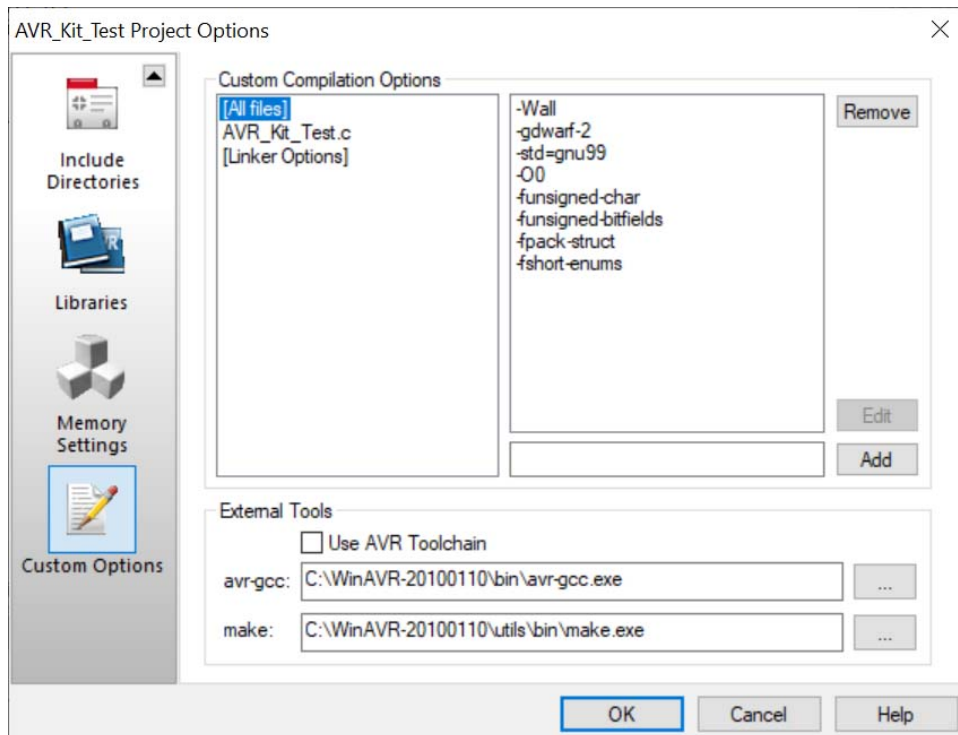 AVR_Kit_Test Project Options
Include
Directories
Libraries
Memory
Settings
Custom Options
Custom Compilation Options
[All files]
AVR_Kit_Test.c
[Linker Options]
-Wall
-gdwarf-2
-std=gnu99
-O0
-funsigned-char
-funsigned-bitfields
-fpack-struct
-fshort-enums
Remove
Edit
Add
External Tools
Use AVR Toolchain
avr-gcc: C:\WinAVR-20100110\bin\avr-gcc.exe ...
make: C:\WinAVR-20100110\utils\bin\make.exe ...
OK Cancel Help